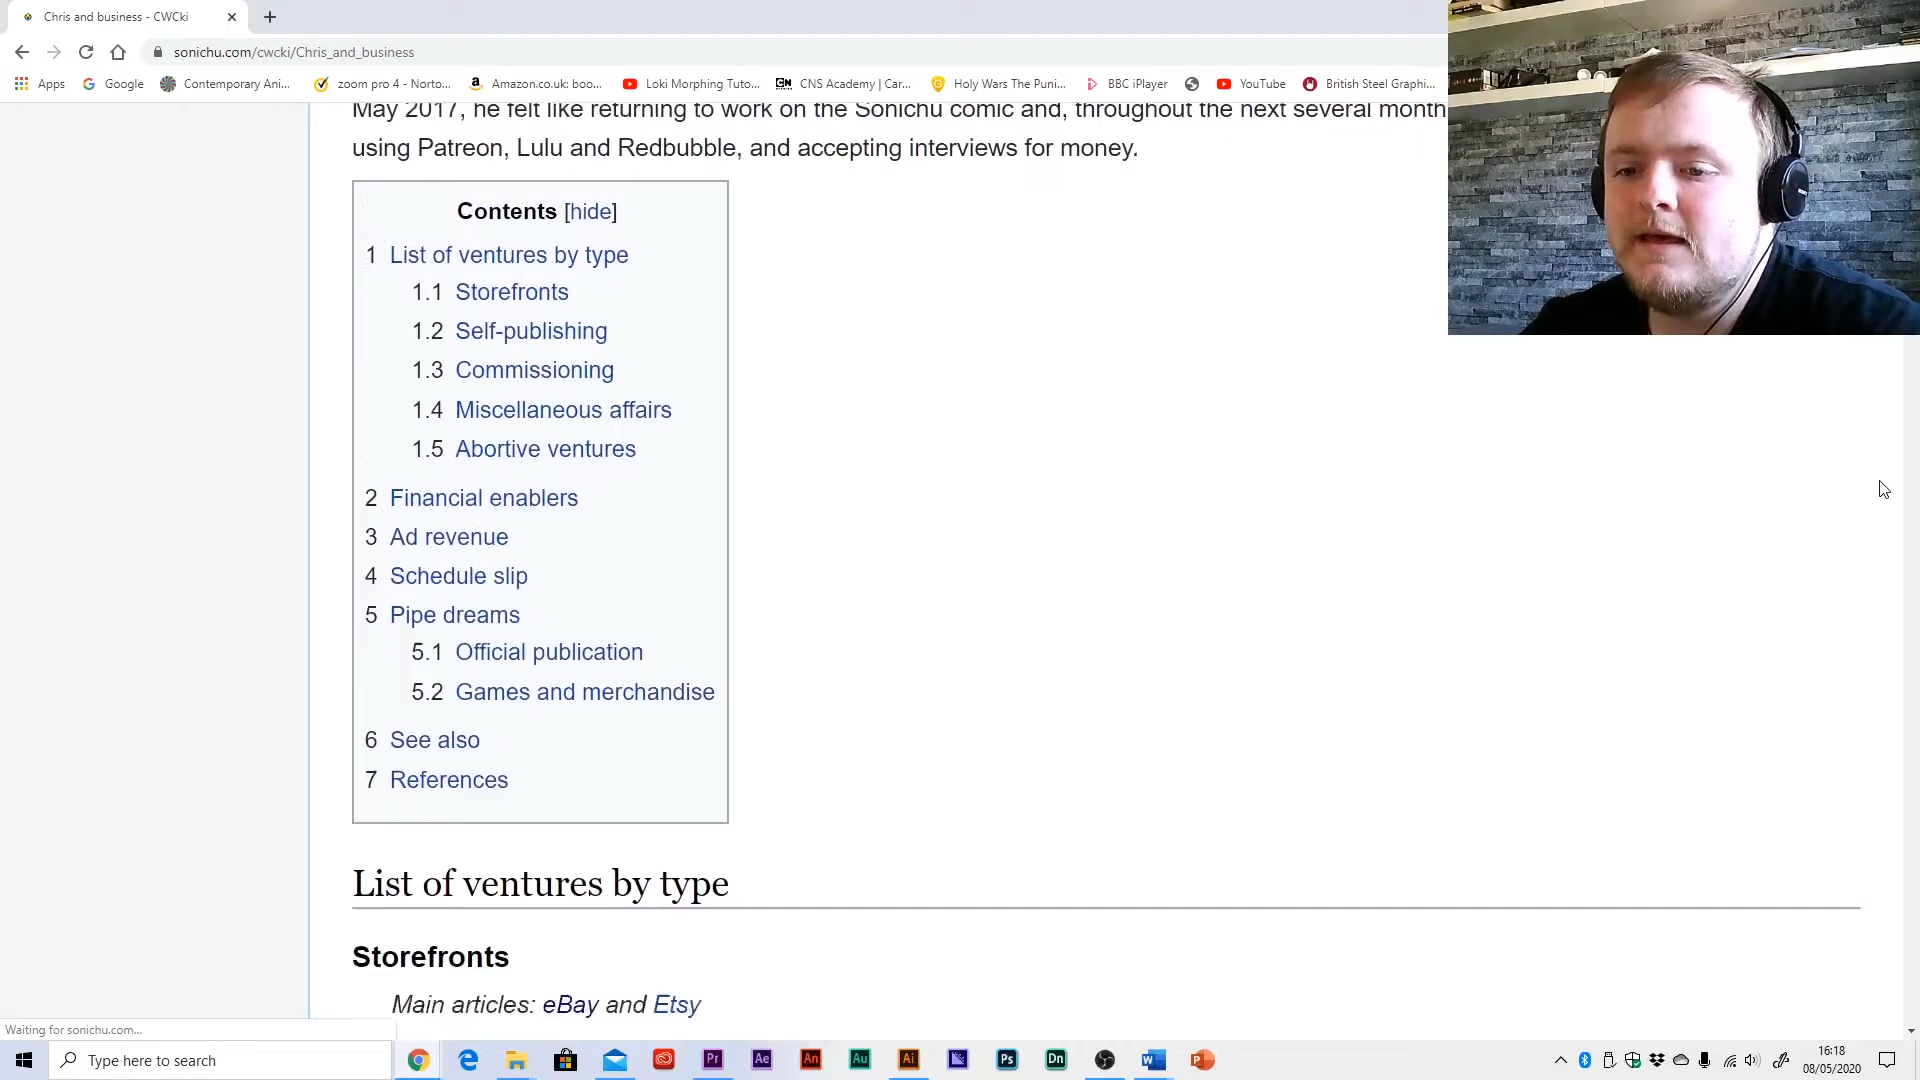 Chris and business - CWCki
sonichu.com/cwcki/Chris_and_business
Apps
Google
Contemporary Ani...
zoom pro 4 - Norto...
Amazon.co.uk: boo...
Loki Morphing Tuto...
CNS Academy | Car...
Holy Wars The Puni...
BBC iPlayer
YouTube
British Steel Graphi...
May 2017, he felt like returning to work on the Sonichu comic and, throughout the next several month
using Patreon, Lulu and Redbubble, and accepting interviews for money.
Contents [hide]
1 List of ventures by type
1.1 Storefronts
1.2 Self-publishing
1.3 Commissioning
1.4 Miscellaneous affairs
1.5 Abortive ventures
2 Financial enablers
3 Ad revenue
4 Schedule slip
5 Pipe dreams
5.1 Official publication
5.2 Games and merchandise
6 See also
7 References
List of ventures by type
Storefronts
Main articles: eBay and Etsy
Waiting for sonichu.com...
Type here to search
Pr
Ae
An
Au
Ai
Ps
Dn
16:18
08/05/2020